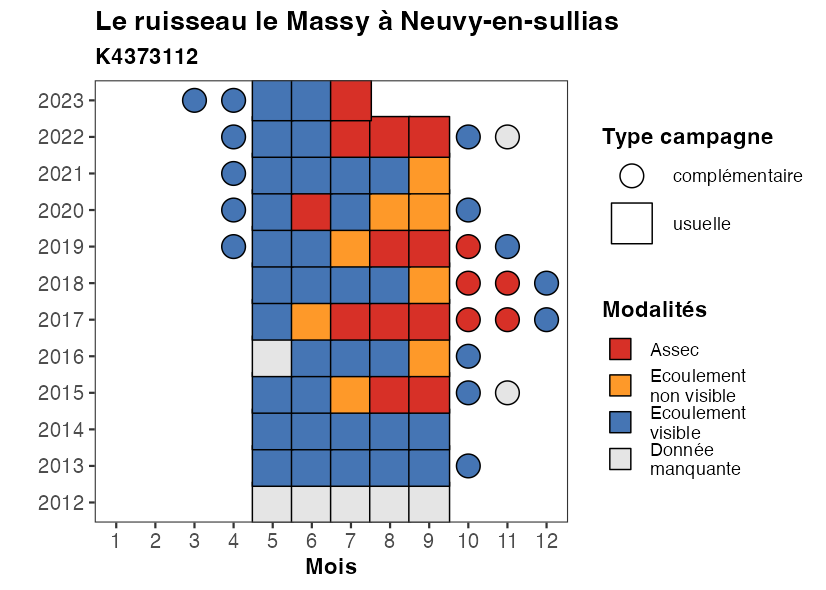 Le ruisseau le Massy à Neuvy-en-sullias
K4373112
2023
2022
2021
2020
2019
2018
2017
2016
2015
2014
2013
2012
1 2 3 4 5 6 7 8 9 10 11 12
Mois
Type campagne
complémentaire
usuelle
Modalités
Assec
Ecoulement
non visible
Ecoulement
visible
Donnée
manquante